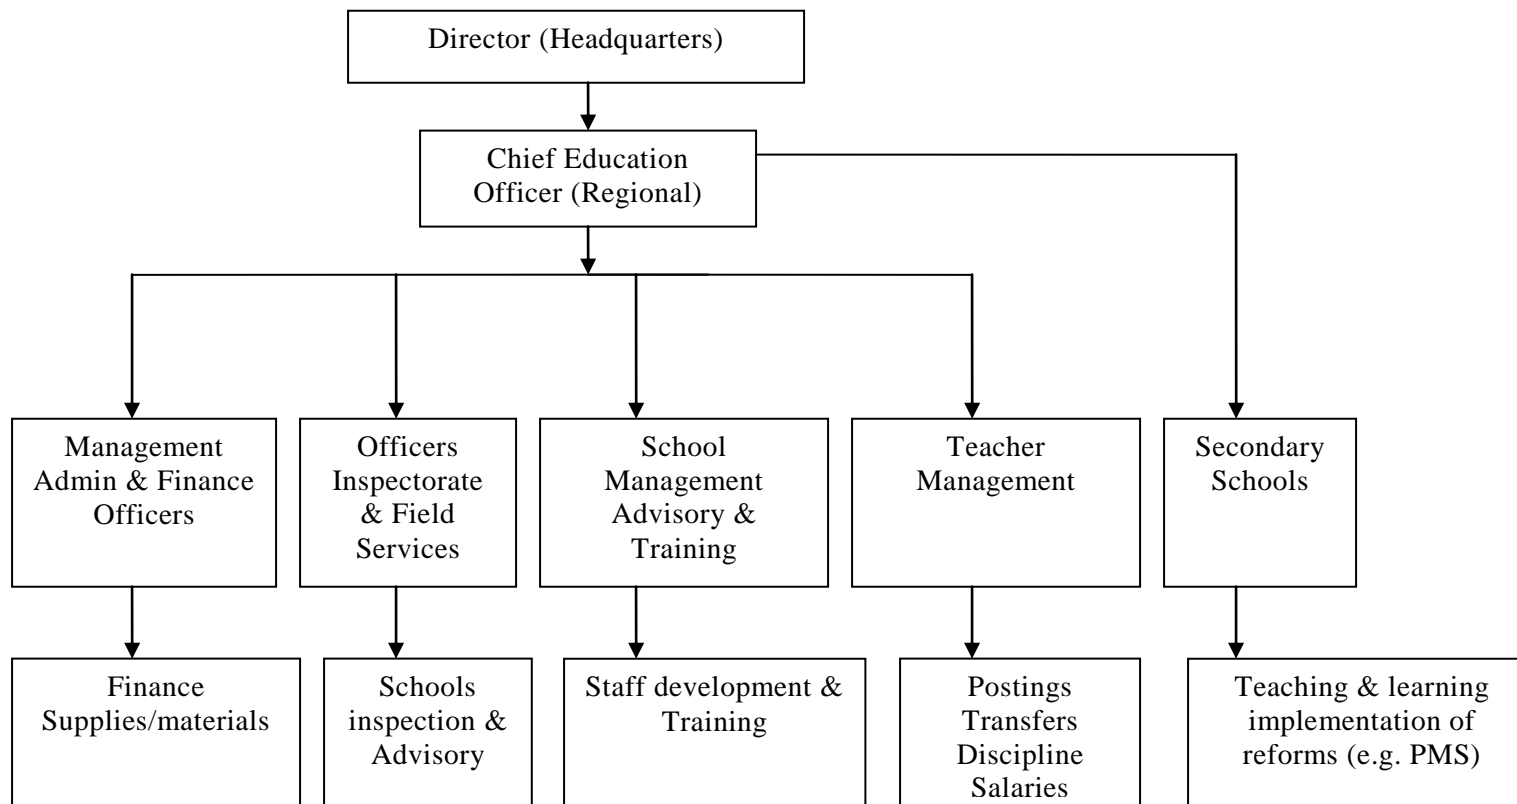 Director (Headquarters)
Chief Education
Officer (Regional)
Management
Admin & Finance
Officers
Officers
Inspectorate
& Field
Services
School
Management
Advisory &
Training
Teacher
Management
Secondary
Schools
Finance
Supplies/materials
Schools
inspection &
Advisory
Staff development &
Training
Postings
Transfers
Discipline
Salaries
Teaching & learning
implementation of
reforms (e.g. PMS)